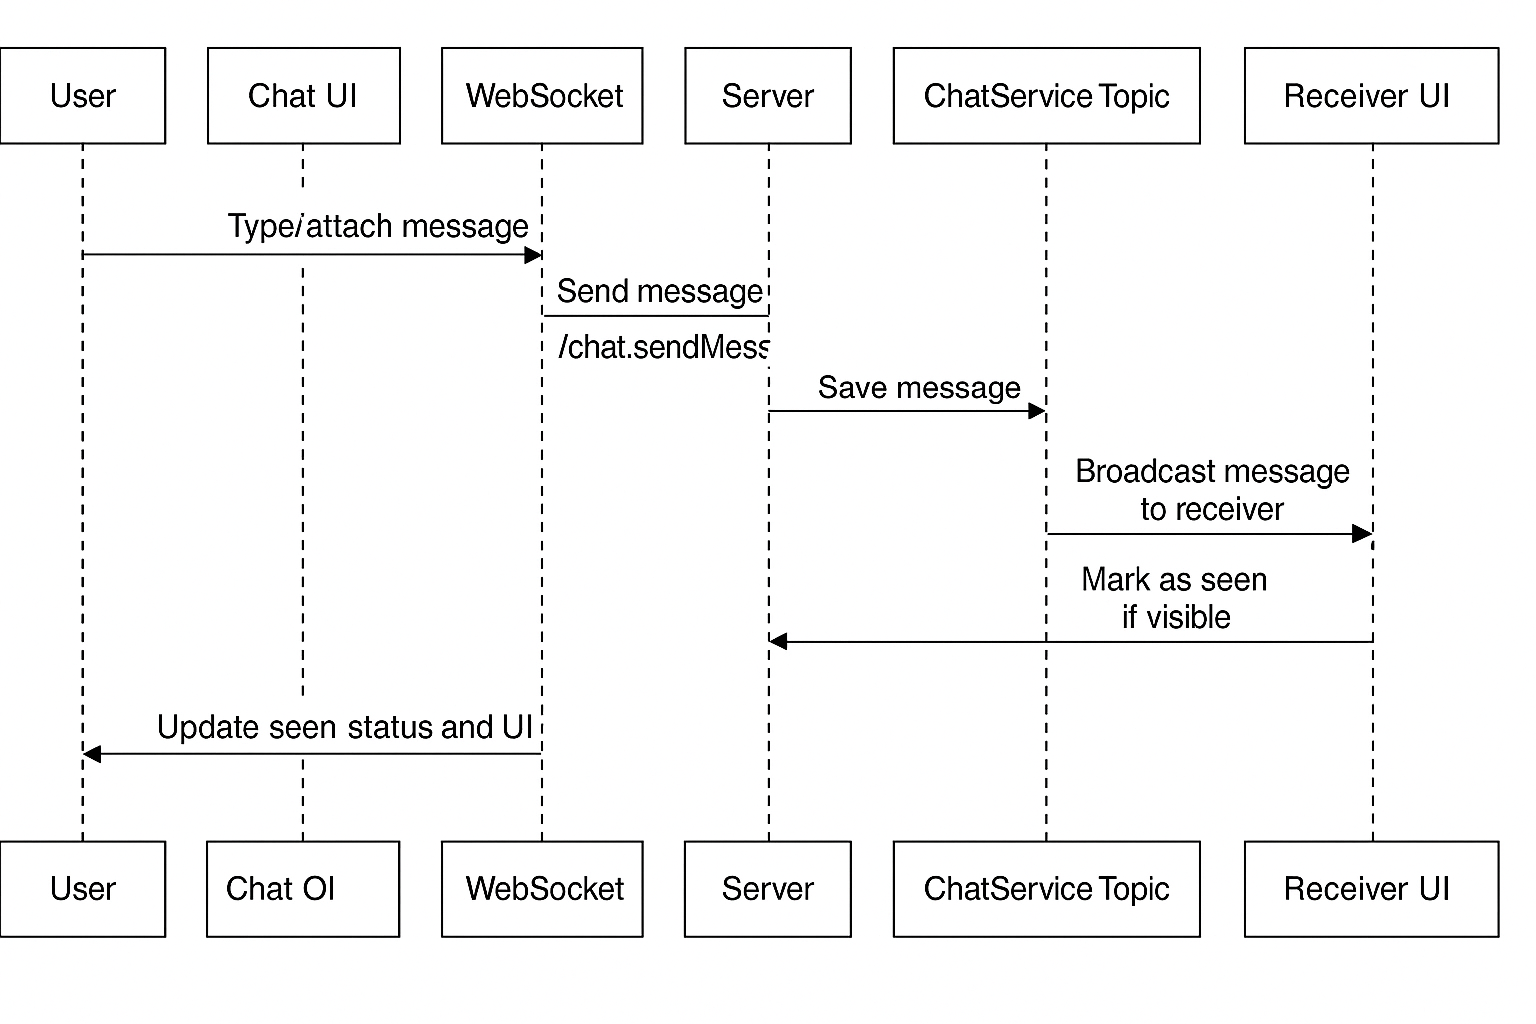 User
Chat UI
WebSocket
Server
ChatService Topic
Receiver UI
Type/attach message
Send message
/chat.sendMess
Save message
Broadcast message
to receiver
Mark as seen
if visible
Update seen status and UI
User
Chat OI
WebSocket
Server
ChatService Topic
Receiver UI